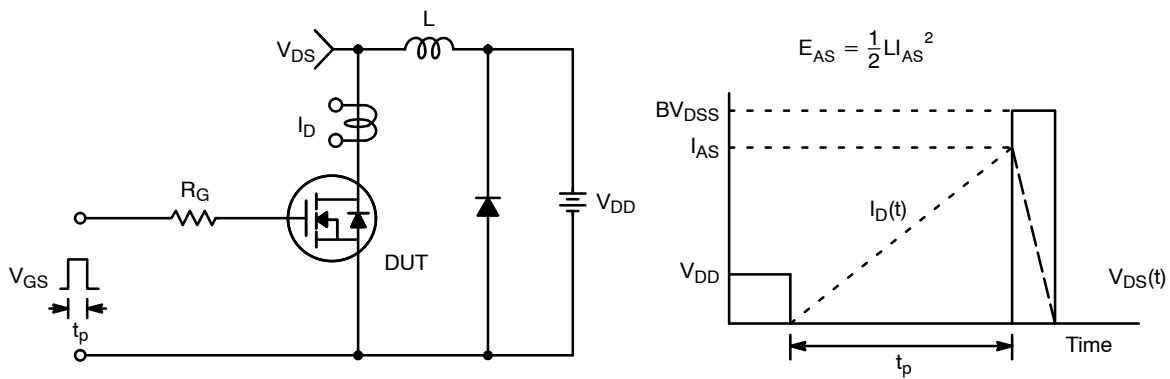 L
V_DS
I_D
R_G
V_DD
DUT
V_GS
t_p
E_AS = 1/2 LI_AS^2
BV_DSS
I_AS
I_D(t)
V_DD
V_DS(t)
Time
t_p